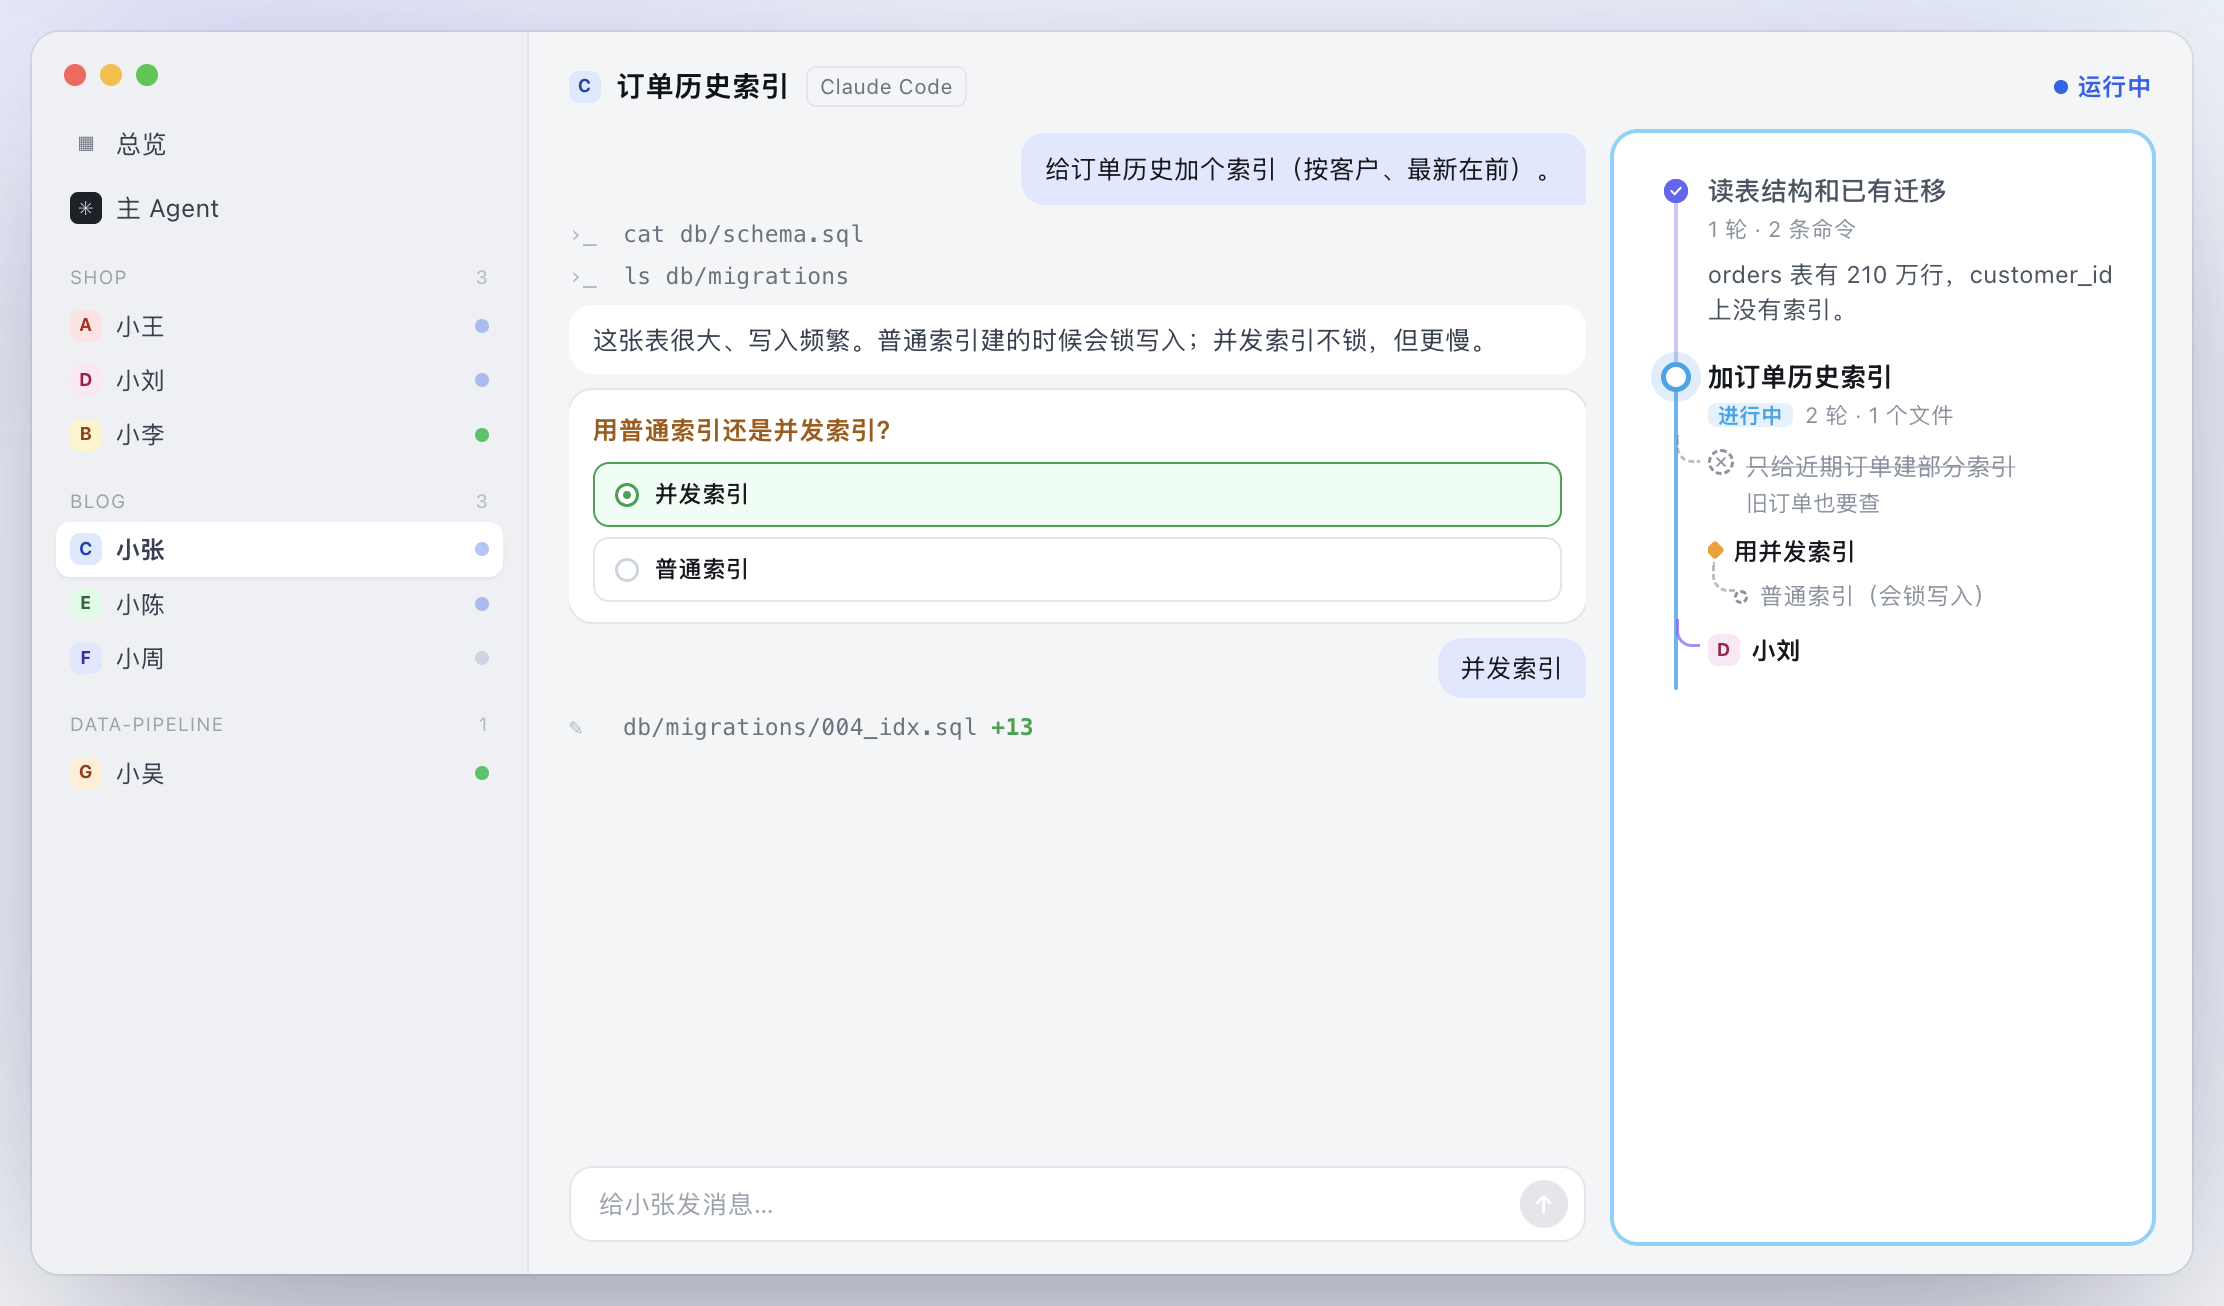 总览
主 Agent
SHOP 3
A 小王
D 小刘
B 小李
BLOG 3
C 小张
E 小陈
F 小周
DATA-PIPELINE 1
G 小吴
C 订单历史索引 Claude Code
运行中
给订单历史加个索引（按客户、最新在前）。
›_ cat db/schema.sql
›_ ls db/migrations
这张表很大、写入频繁。普通索引建的时候会锁写入；并发索引不锁，但更慢。
用普通索引还是并发索引？
并发索引
普通索引
并发索引
✎ db/migrations/004_idx.sql +13
给小张发消息…
读表结构和已有迁移
1 轮 · 2 条命令
orders 表有 210 万行，customer_id
上没有索引。
加订单历史索引
进行中 2 轮 · 1 个文件
只给近期订单建部分索引
旧订单也要查
用并发索引
普通索引（会锁写入）
D 小刘